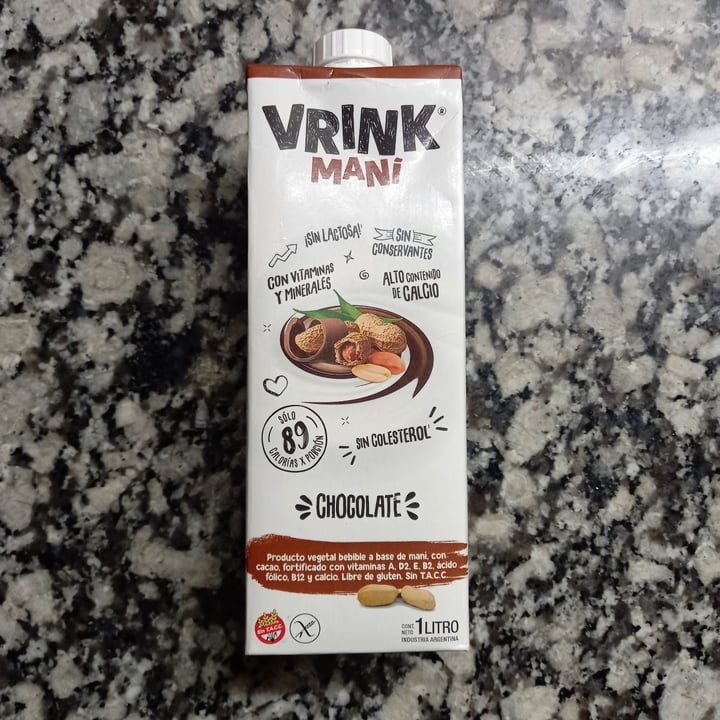 VRINK®
MANÍ
¡SIN LACTOSA!
SIN
CONSERVANTES
CON VITAMINAS
Y MINERALES
ALTO CONTENIDO
DE CALCIO
SÓLO
89
CALORÍAS X PORCIÓN
SIN COLESTEROL
CHOCOLATE
Producto vegetal bebible a base de maní, con
cacao, fortificado con vitaminas A, D2, E, B2, ácido
fólico, B12 y calcio. Libre de gluten. Sin T.A.C.C.
Sin T.A.C.C.
CONT.
NETO 1 LITRO
INDUSTRIA ARGENTINA